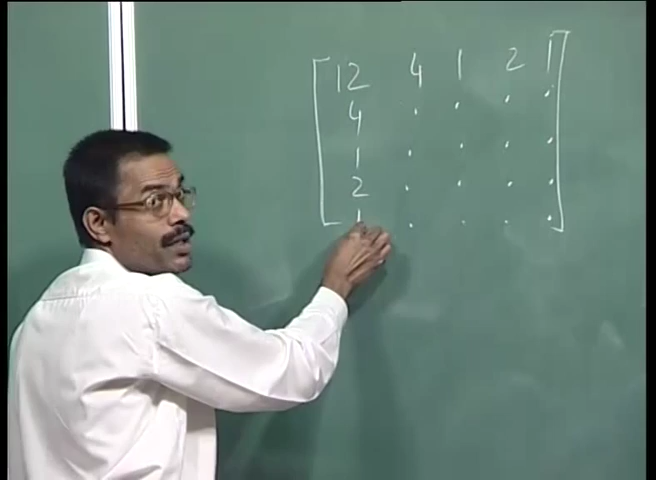 12 4 1 2 1
4 . . . .
1 . . . .
2 . . . .
1 . . . .